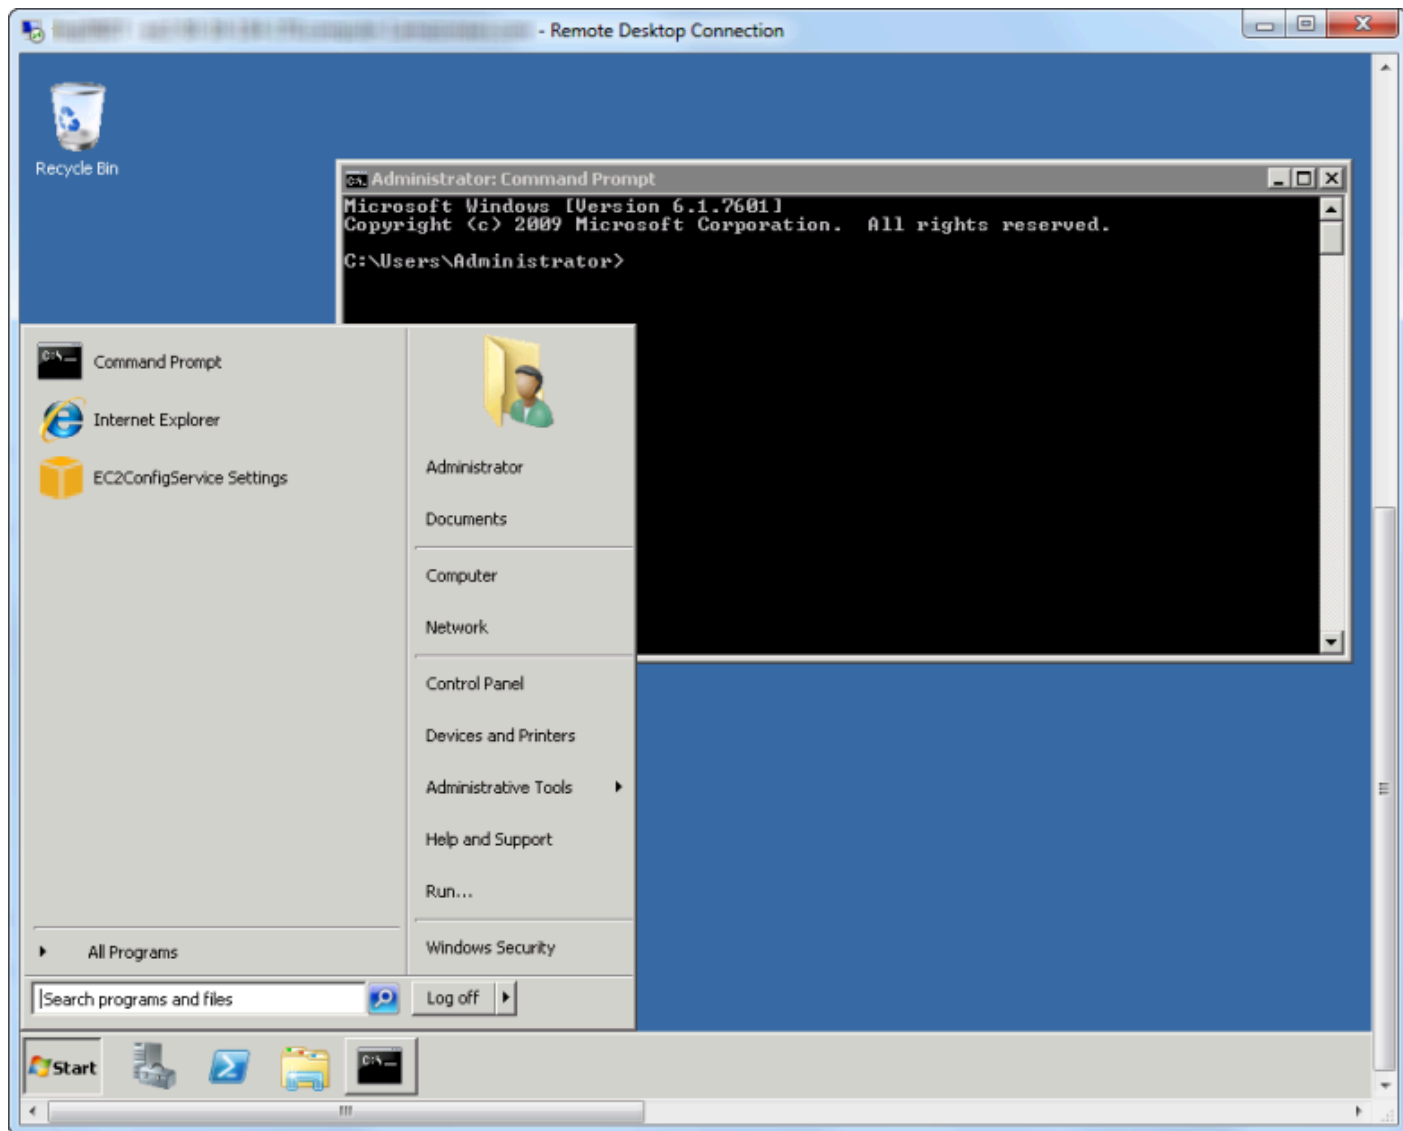 - Remote Desktop Connection
Recycle Bin
Administrator: Command Prompt
Microsoft Windows [Version 6.1.7601]
Copyright (c) 2009 Microsoft Corporation.  All rights reserved.
C:\Users\Administrator>
Command Prompt
Internet Explorer
EC2ConfigService Settings
All Programs
Search programs and files
Administrator
Documents
Computer
Network
Control Panel
Devices and Printers
Administrative Tools
Help and Support
Run...
Windows Security
Log off
Start